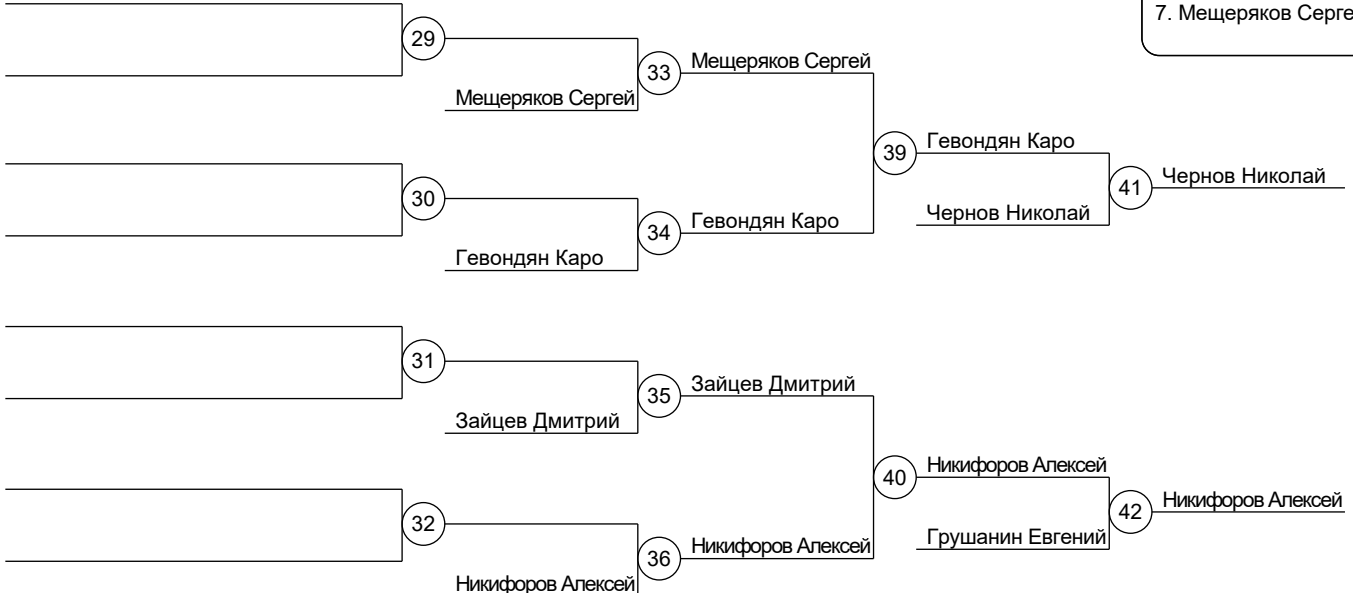 7. Мещеряков Серге
29
33
Мещеряков Сергей
Мещеряков Сергей
39
Гевондян Каро
30
41
Чернов Николай
34
Гевондян Каро
Чернов Николай
Гевондян Каро
31
35
Зайцев Дмитрий
Зайцев Дмитрий
40
Никифоров Алексей
32
42
Никифоров Алексей
36
Никифоров Алексей
Грушанин Евгений
Никифоров Алексей